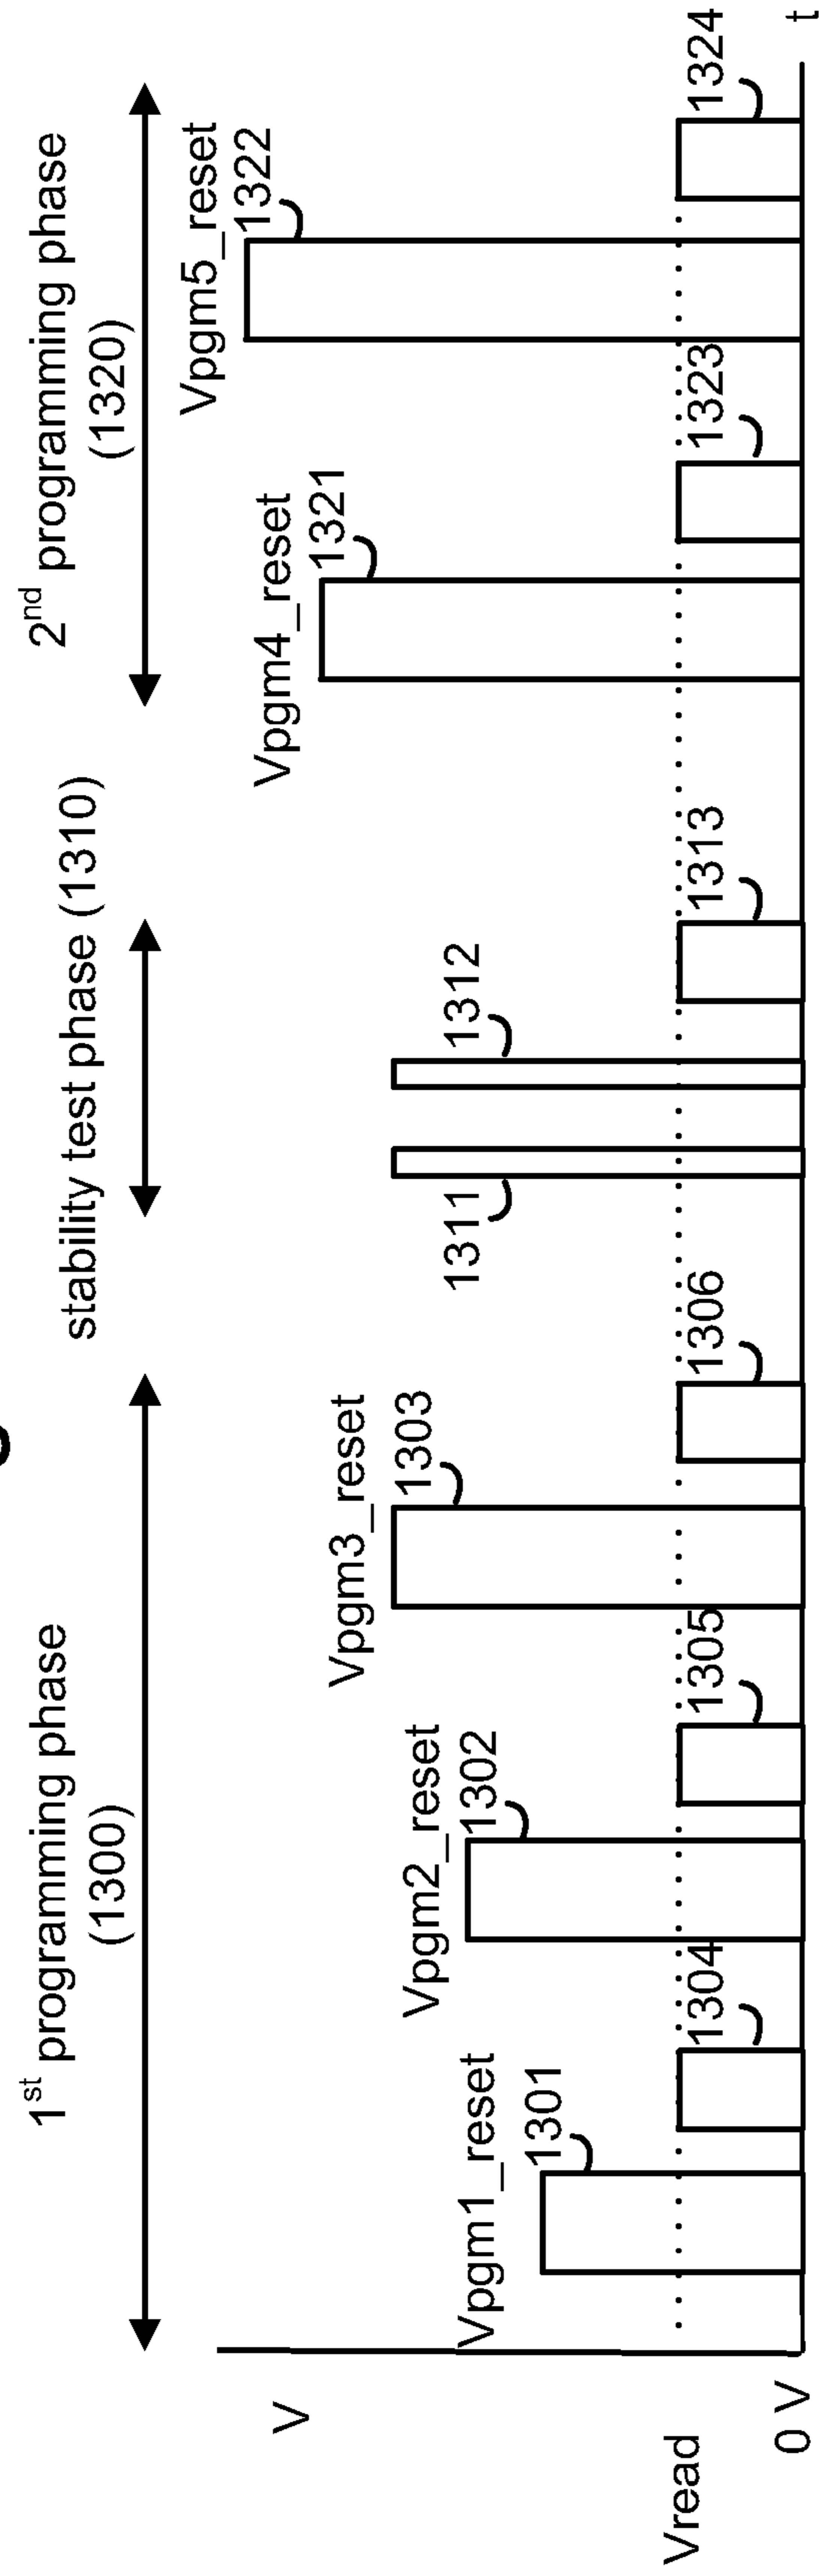 1st programming phase
(1300)
stability test phase (1310)
2nd programming phase
(1320)
V
Vread
0 V
t
Vpgm1_reset
1301
1304
Vpgm2_reset
1302
1305
Vpgm3_reset
1303
1306
1311
1312
1313
Vpgm4_reset
1321
1323
Vpgm5_reset
1322
1324